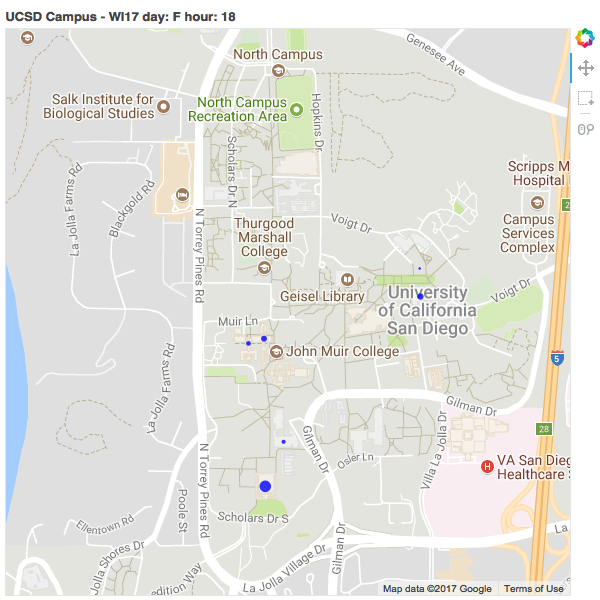 UCSD Campus - WI17 day: F hour: 18
Genesee Ave
North Campus
Salk Institute for
Biological Studies
North Campus
Recreation Area
Hopkins Dr
Scholars Dr N
Scripps M
Hospital
La Jolla Farms Rd
Blackgold Rd
2
N Torrey Pines Rd
Voigt Dr
Thurgood
Marshall
College
Campus
Services
Complex
Geisel Library
University
of California
San Diego
Voigt Dr
Muir Ln
John Muir College
5
La Jolla Farms Rd
Gilman Dr
Gilman Dr
28
Villa La Jolla Dr
N Torrey Pines Rd
Osler Ln
VA San Dieg
Healthcare
Poole St
Ellentown Rd
Scholars Dr S
Gilman Dr
La
La Jolla Shores Dr
edition Way
La Jolla Village Dr
Map data ©2017 Google
Terms of Use
H